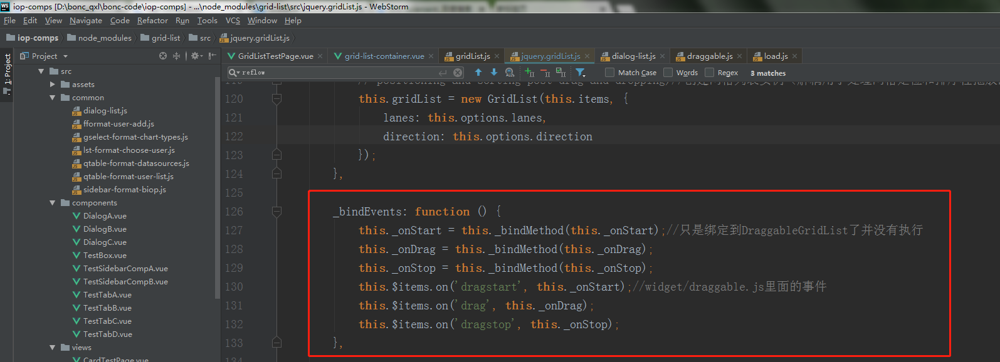 iop-comps [D:\bonc_qxl\bonc-code\iop-comps] - ...\node_modules\grid-list\src\jquery.gridList.js - WebStorm
File Edit View Navigate Code Refactor Run Tools VCS Window Help
iop-comps node_modules grid-list src jquery.gridList.js
1: Project
Project
GridListTestPage.vue grid-list-container.vue gridList.js jquery.gridList.js dialog-list.js draggable.js load.js
reflow Match Case Words Regex 3 matches
src
assets
common
dialog-list.js
fformat-user-add.js
gselect-format-chart-types.js
lst-format-choose-user.js
qtable-format-datasources.js
qtable-format-user-list.js
sidebar-format-biop.js
components
DialogA.vue
DialogB.vue
DialogC.vue
TestBox.vue
TestSidebarCompA.vue
TestSidebarCompB.vue
TestTabA.vue
TestTabB.vue
TestTabC.vue
TestTabD.vue
views
CardTestPage.vue
// positioning and sorting post-drag and dropping
120 this.gridList = new GridList(this.items, {
121 lanes: this.options.lanes,
122 direction: this.options.direction
123 });
124 },
125
126 _bindEvents: function () {
127 this._onStart = this._bindMethod(this._onStart);//只是绑定到DraggableGridList了并没有执行
128 this._onDrag = this._bindMethod(this._onDrag);
129 this._onStop = this._bindMethod(this._onStop);
130 this.$items.on('dragstart', this._onStart);//widget/draggable.js里面的事件
131 this.$items.on('drag', this._onDrag);
132 this.$items.on('dragstop', this._onStop);
133 },
134